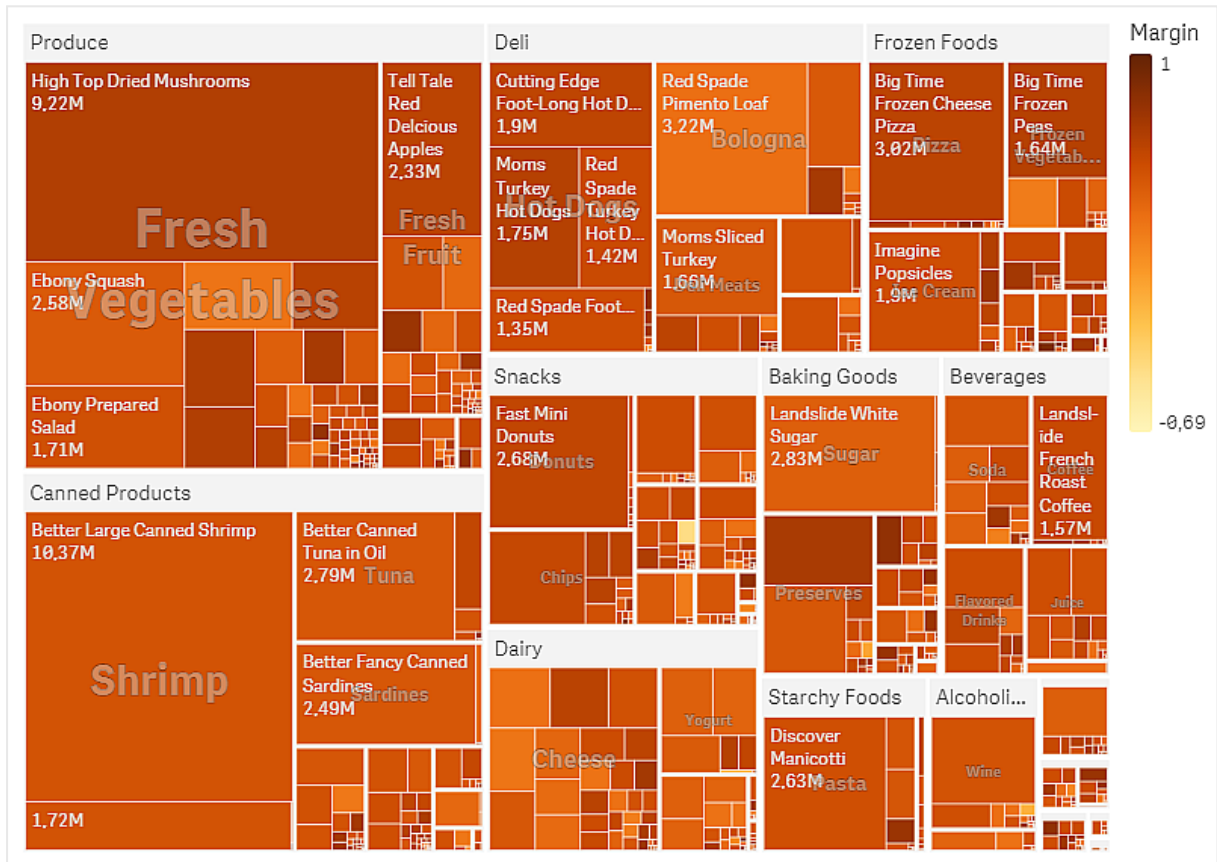 Produce
High Top Dried Mushrooms
9,22M
Fresh
Vegetables
Ebony Squash
2,58M
Ebony Prepared
Salad
1,71M
Tell Tale
Red
Delcious
Apples
2,33M
Fresh
Fruit
Canned Products
Better Large Canned Shrimp
10,37M
Shrimp
1,72M
Better Canned
Tuna in Oil
2,79M
Tuna
Better Fancy Canned
Sardines
2,49M
Sardines
Deli
Cutting Edge
Foot-Long Hot D...
1,9M
Moms
Turkey
Hot Dogs
1,75M
Red
Spade
Turkey
Hot D...
1,42M
Hot Dogs
Red Spade Foot...
1,35M
Red Spade
Pimento Loaf
3,22M
Bologna
Moms Sliced
Turkey
1,66M
Deli Meats
Frozen Foods
Big Time
Frozen Cheese
Pizza
3,02M
Pizza
Big Time
Frozen
Peas
1,64M
Frozen
Vegetab...
Imagine
Popsicles
1,9M
Ice Cream
Snacks
Fast Mini
Donuts
2,68M
Donuts
Chips
Dairy
Cheese
Yogurt
Baking Goods
Landslide White
Sugar
2,83M
Sugar
Preserves
Beverages
Soda
Landsl-
ide
French
Roast
Coffee
1,57M
Coffee
Flavored
Drinks
Juice
Starchy Foods
Discover
Manicotti
2,63M
Pasta
Alcoholi...
Wine
Margin
1
-0,69